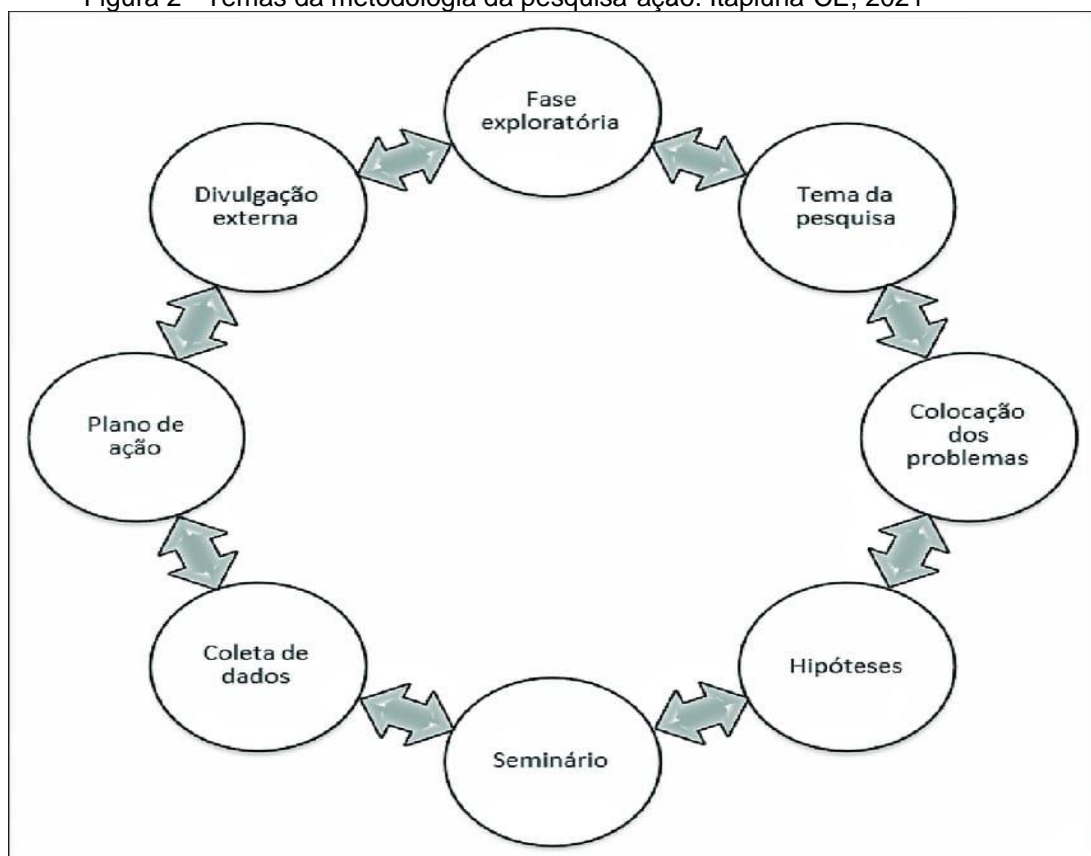 Figura 2 - Temas da metodologia da pesquisa-ação. Itapiúna-CE, 2021
Fase
exploratória
Tema da
pesquisa
Colocação
dos
problemas
Hipóteses
Seminário
Coleta de
dados
Plano de
ação
Divulgação
externa